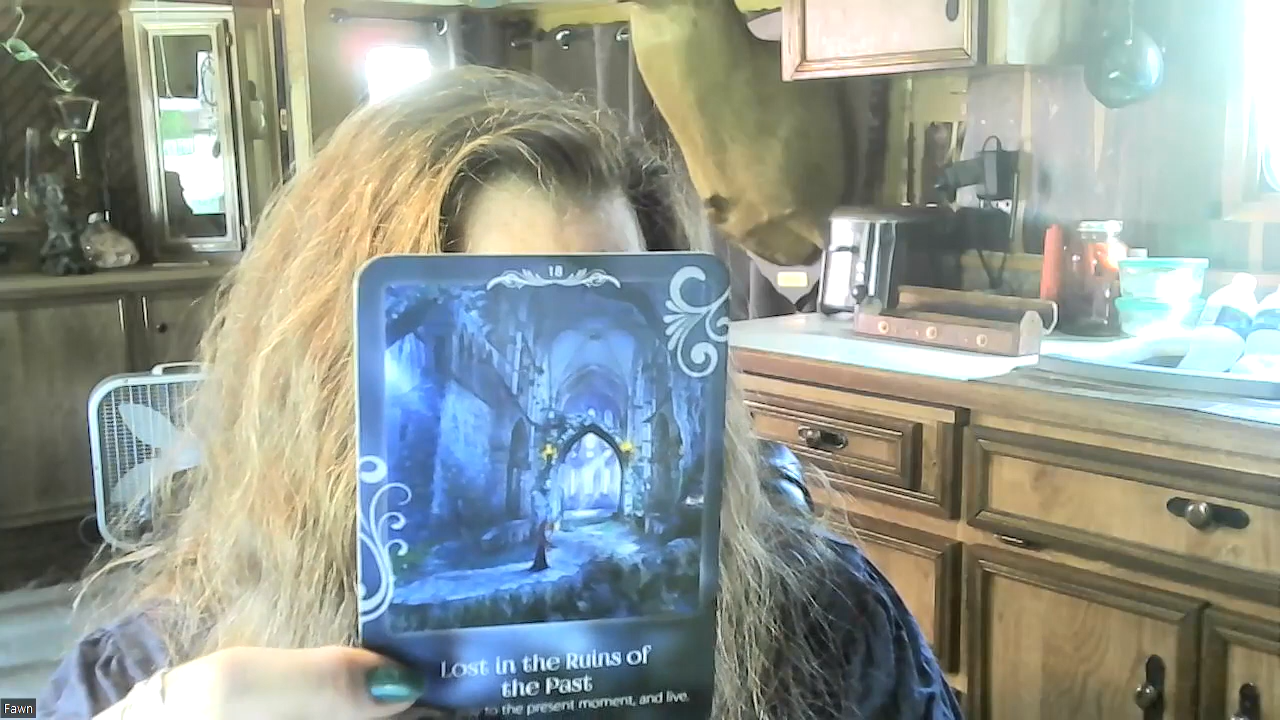 18
Lost in the Ruins of
the Past
to the present moment, and live.
Fawn